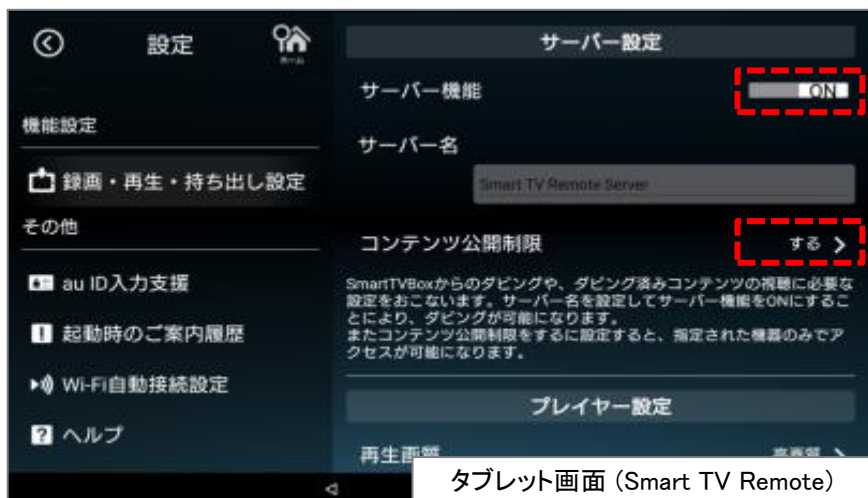 設定
ホーム
機能設定
録画・再生・持ち出し設定
その他
au ID入力支援
起動時のご案内履歴
Wi-Fi自動接続設定
ヘルプ
サーバー設定
サーバー機能
ON
サーバー名
Smart TV Remote Server
コンテンツ公開制限
する
SmartTVBoxからのダビングや、ダビング済みコンテンツの視聴に必要な
設定をおこないます。サーバー名を設定してサーバー機能をONにするこ
とにより、ダビングが可能になります。
またコンテンツ公開制限をするに設定すると、指定された機器のみでア
クセスが可能になります。
プレイヤー設定
再生画質
タブレット画面 (Smart TV Remote)